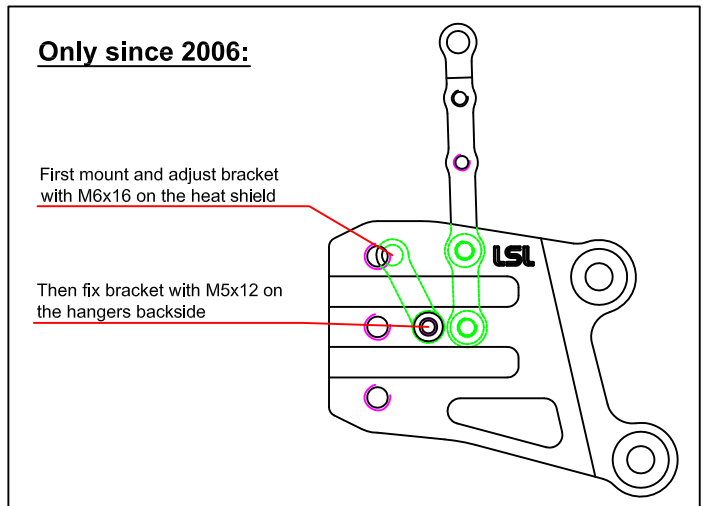 Only since 2006:
First mount and adjust bracket
with M6x16 on the heat shield
LSL
Then fix bracket with M5x12 on
the hangers backside